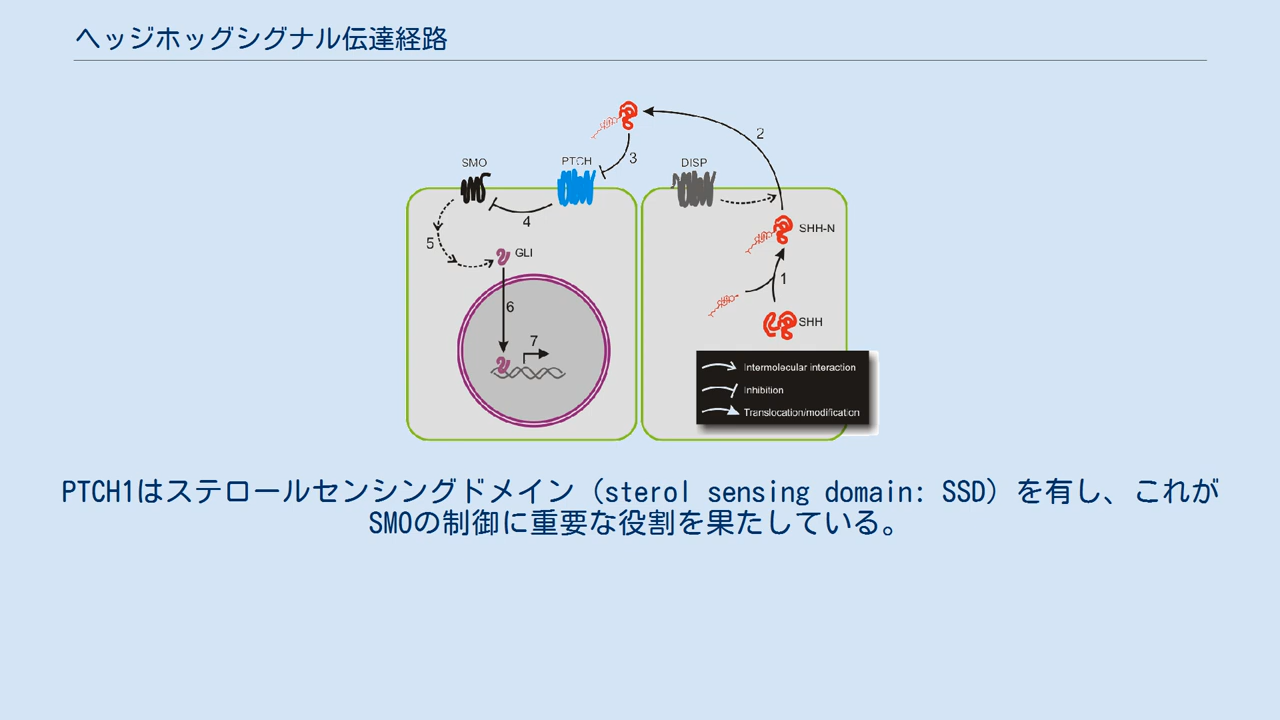 ヘッジホッグシグナル伝達経路
2
SMO
PTCH
3
DISP
4
5
GLI
SHH-N
1
6
SHH
7
Intermolecular interaction
Inhibition
Translocation/modification
PTCH1はステロールセンシングドメイン（sterol sensing domain: SSD）を有し、これが
SMOの制御に重要な役割を果たしている。